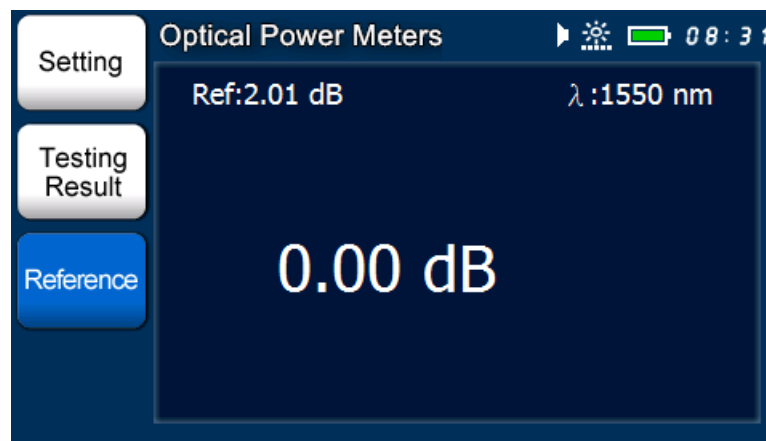 Setting
Optical Power Meters
Ref:2.01 dB
λ:1550 nm
Testing
Result
0.00 dB
Reference